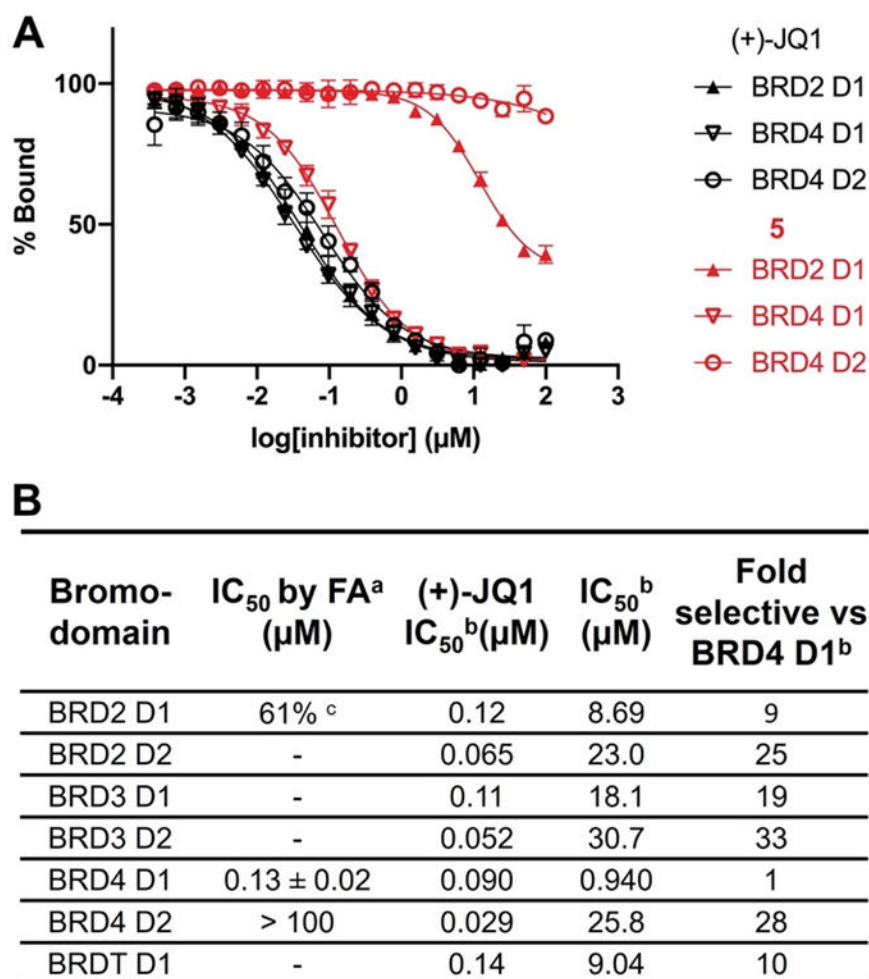 A
(+)-JQ1
BRD2 D1
BRD4 D1
BRD4 D2
5
BRD2 D1
BRD4 D1
BRD4 D2
% Bound
100
50
0
-4 -3 -2 -1 0 1 2 3
log[inhibitor] (µM)
B
Bromo-domain IC50 by FAa (µM) (+)-JQ1 IC50b(µM) IC50b (µM) Fold selective vs BRD4 D1b
BRD2 D1 61% c 0.12 8.69 9
BRD2 D2 - 0.065 23.0 25
BRD3 D1 - 0.11 18.1 19
BRD3 D2 - 0.052 30.7 33
BRD4 D1 0.13 ± 0.02 0.090 0.940 1
BRD4 D2 > 100 0.029 25.8 28
BRDT D1 - 0.14 9.04 10